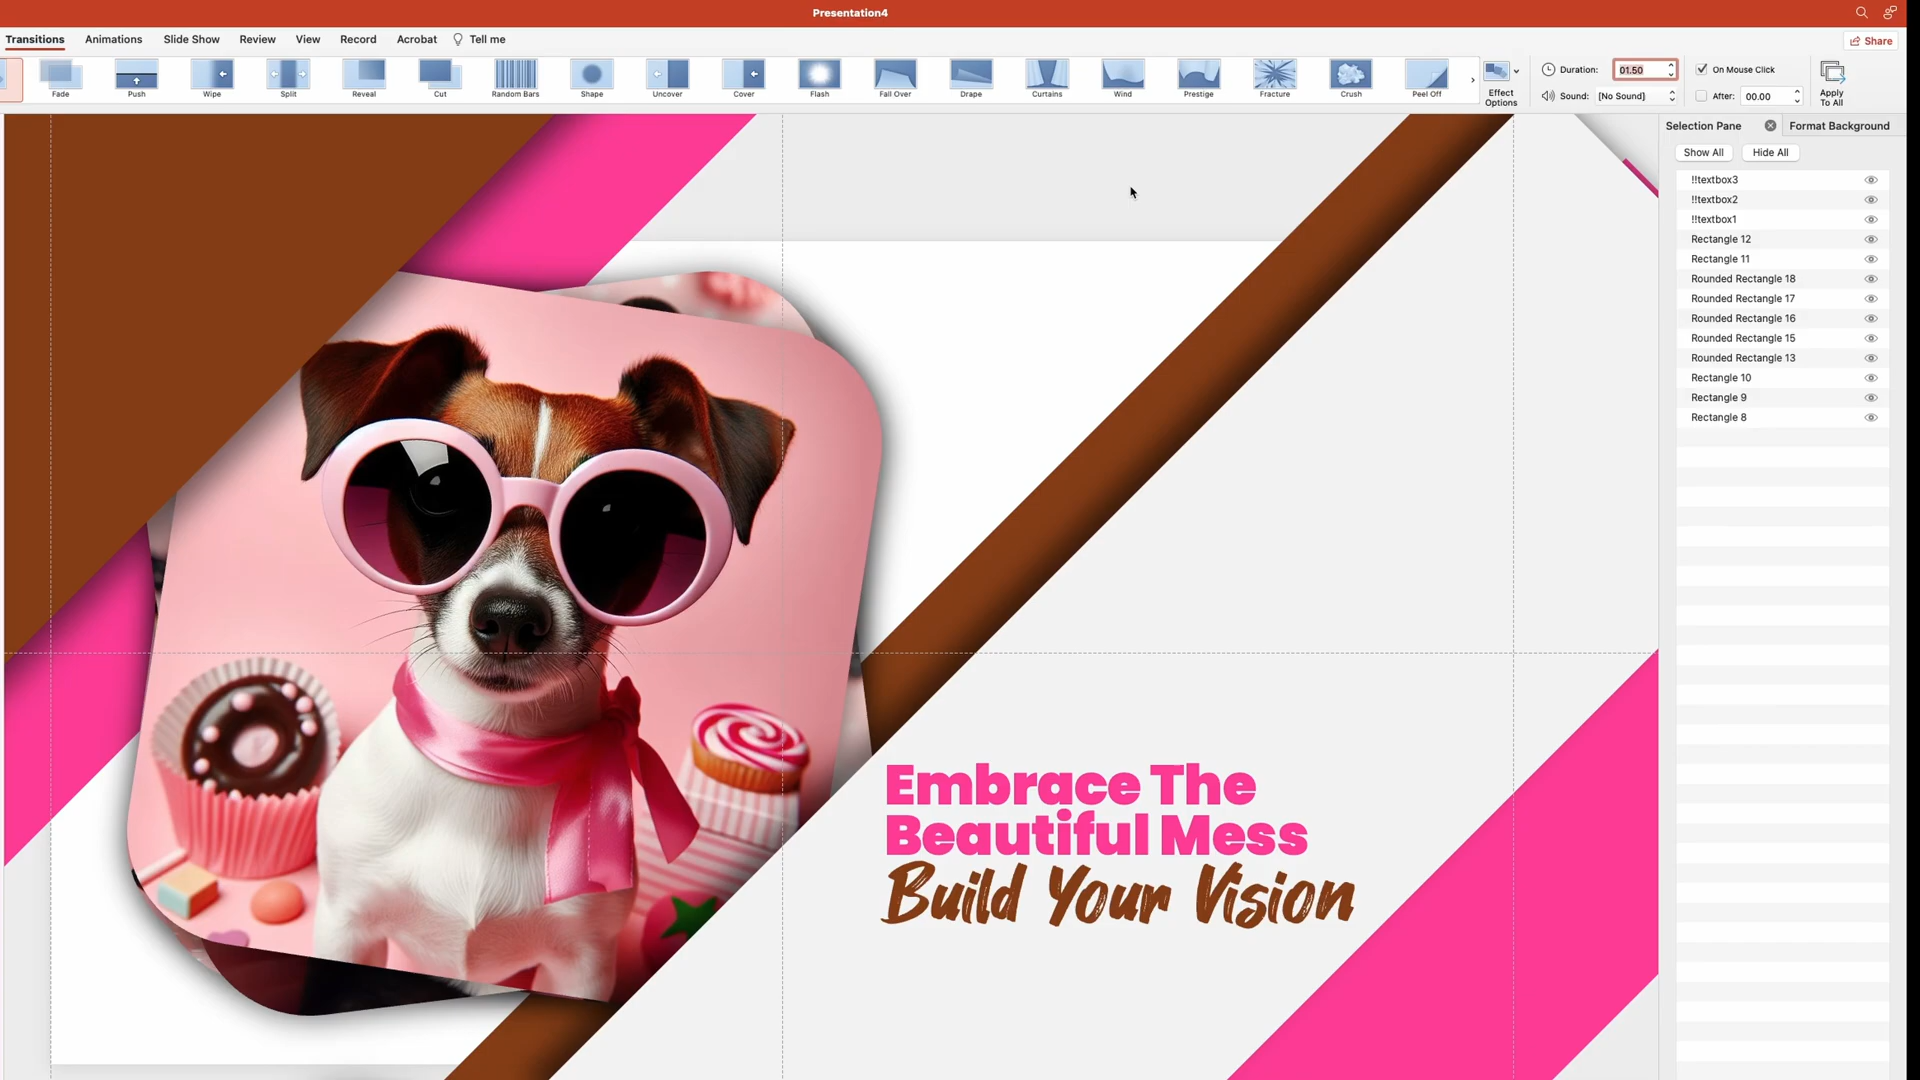 Presentation4
Transitions
Animations
Slide Show
Review
View
Record
Acrobat
Tell me
Share
Fade
Push
Wipe
Split
Reveal
Cut
Random Bars
Shape
Uncover
Cover
Flash
Fall Over
Drape
Curtains
Wind
Prestige
Fracture
Crush
Peel Off
Effect
Options
Duration: 01.50
Sound: [No Sound]
On Mouse Click
After: 00.00
Apply
To All
Selection Pane
Format Background
Show All
Hide All
!!textbox3
!!textbox2
!!textbox1
Rectangle 12
Rectangle 11
Rounded Rectangle 18
Rounded Rectangle 17
Rounded Rectangle 16
Rounded Rectangle 15
Rounded Rectangle 13
Rectangle 10
Rectangle 9
Rectangle 8
Embrace The
Beautiful Mess
Build Your Vision